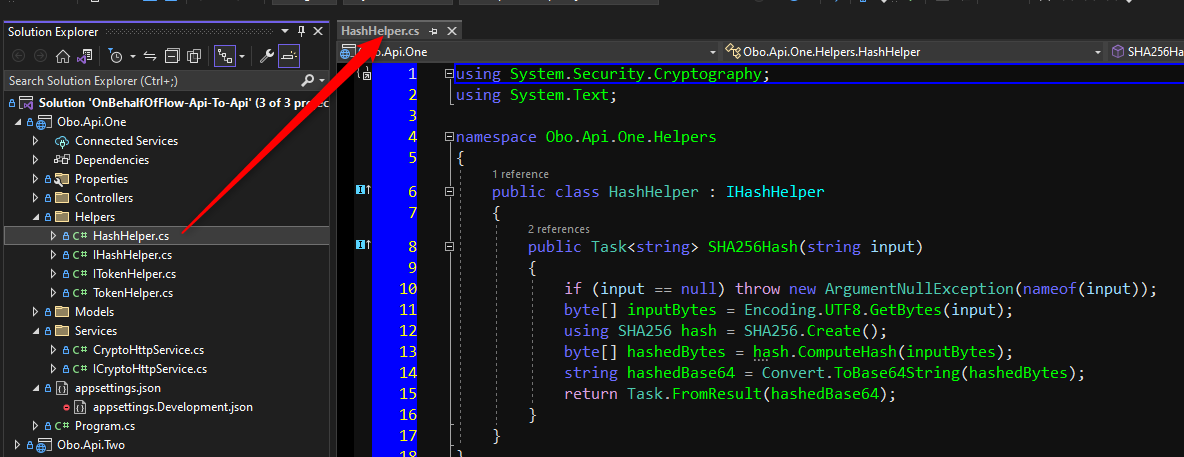 Solution Explorer
Search Solution Explorer (Ctrl+;)
Solution 'OnBehalfOfFlow-Api-To-Api' (3 of 3 projec
Obo.Api.One
Connected Services
Dependencies
Properties
Controllers
Helpers
C# HashHelper.cs
C# IHashHelper.cs
C# ITokenHelper.cs
C# TokenHelper.cs
Models
Services
C# CryptoHttpService.cs
C# ICryptoHttpService.cs
appsettings.json
appsettings.Development.json
C# Program.cs
Obo.Api.Two
HashHelper.cs
bo.Api.One
Obo.Api.One.Helpers.HashHelper
SHA256Ha
1 using System.Security.Cryptography;
2 using System.Text;
3
4 namespace Obo.Api.One.Helpers
5 {
1 reference
6 public class HashHelper : IHashHelper
7 {
2 references
8 public Task<string> SHA256Hash(string input)
9 {
10 if (input == null) throw new ArgumentNullException(nameof(input));
11 byte[] inputBytes = Encoding.UTF8.GetBytes(input);
12 using SHA256 hash = SHA256.Create();
13 byte[] hashedBytes = hash.ComputeHash(inputBytes);
14 string hashedBase64 = Convert.ToBase64String(hashedBytes);
15 return Task.FromResult(hashedBase64);
16 }
17 }
18 }